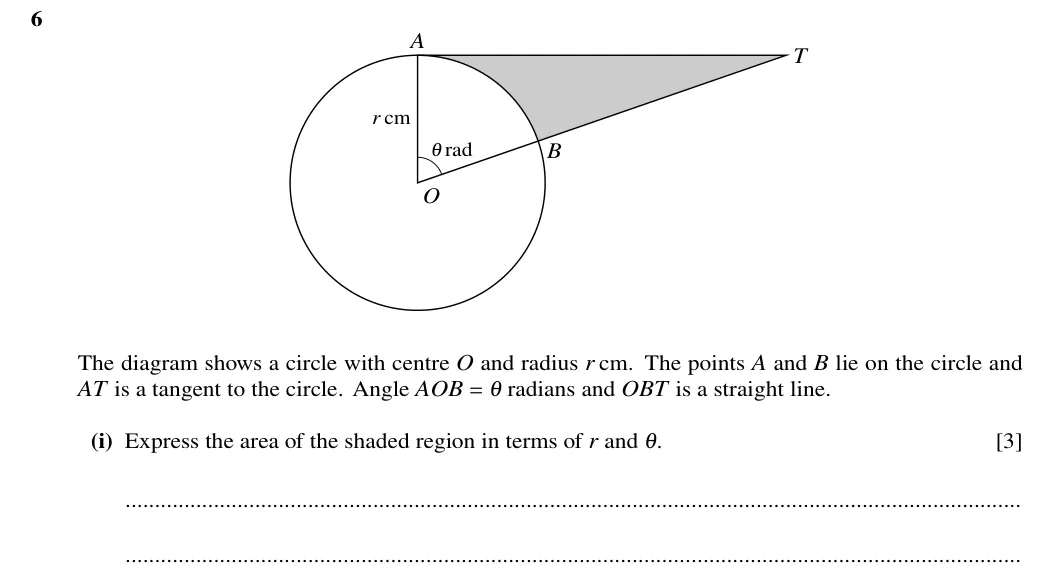 6
A
T
r cm
θ rad
B
O
The diagram shows a circle with centre O and radius r cm. The points A and B lie on the circle and
AT is a tangent to the circle. Angle AOB = θ radians and OBT is a straight line.
(i) Express the area of the shaded region in terms of r and θ. [3]